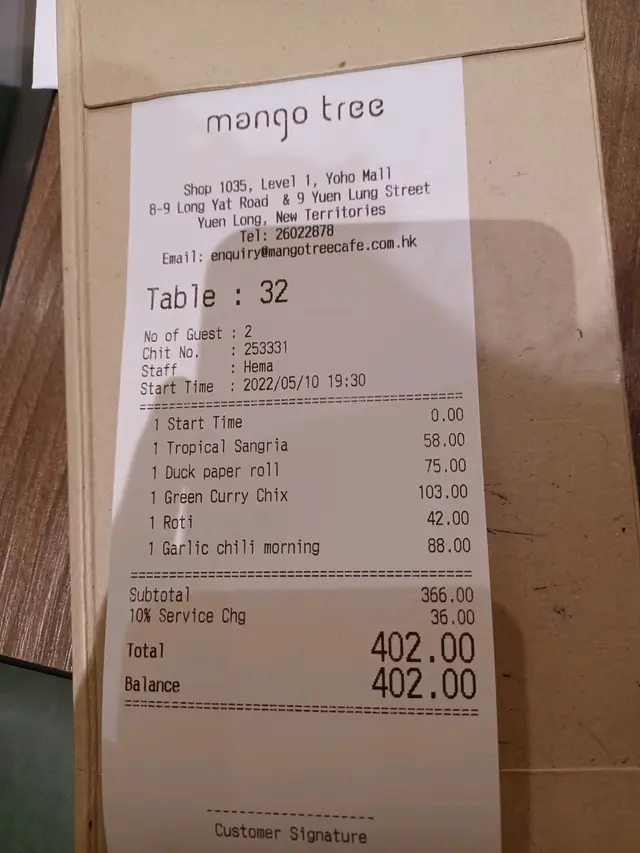 mango tree
Shop 1035, Level 1, Yoho Mall
8-9 Long Yat Road & 9 Yuen Lung Street
Yuen Long, New Territories
Tel: 26022878
Email: enquiry@mangotreecafe.com.hk
Table : 32
No of Guest : 2
Chit No. : 253331
Staff : Hema
Start Time : 2022/05/10 19:30
1 Start Time 0.00
1 Tropical Sangria 58.00
1 Duck paper roll 75.00
1 Green Curry Chix 103.00
1 Roti 42.00
1 Garlic chili morning 88.00
Subtotal 366.00
10% Service Chg 36.00
Total 402.00
Balance 402.00
Customer Signature